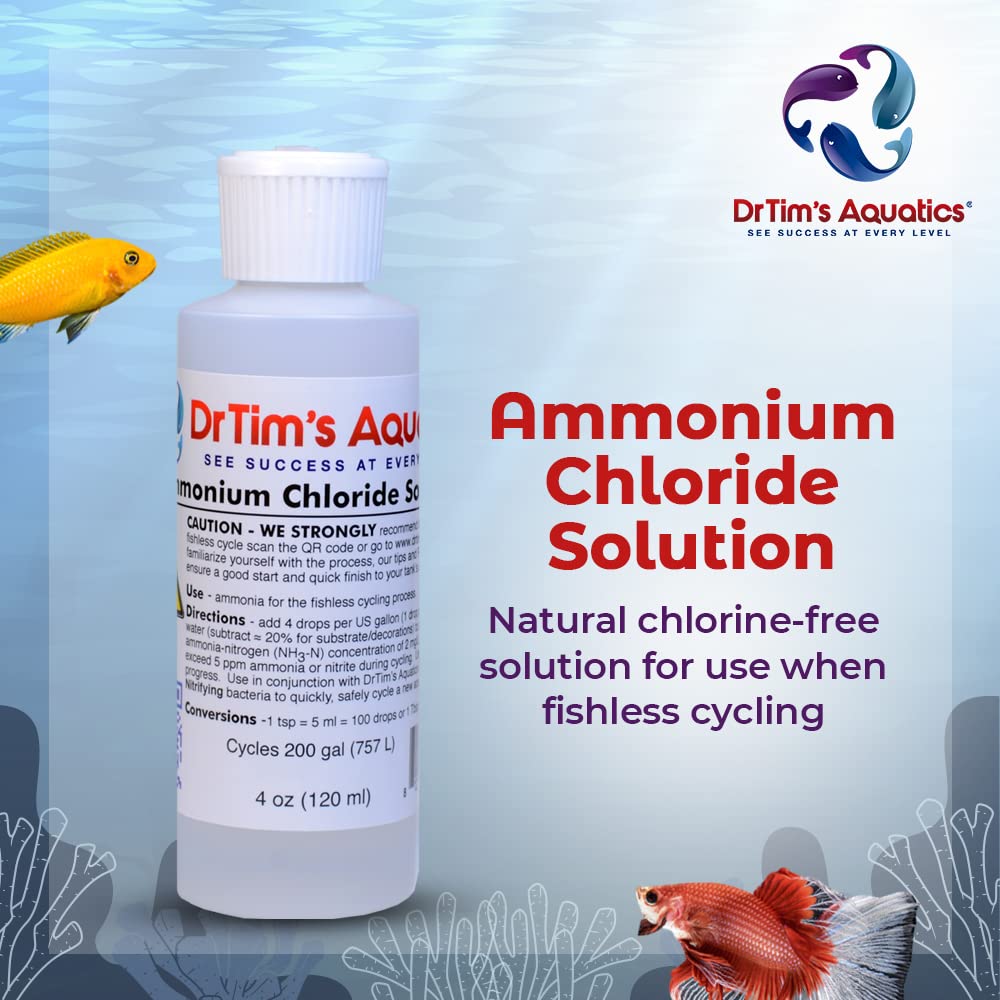 DrTim's Aquatics
SEE SUCCESS AT EVERY LEVEL
DrTim's
SEE SUCCESS AT EVERY
Chloride
CAUTION - WE STRONGLY
fishless cycle scan the QR code or go to
familiarize yourself with the process, our tips and
ensure a good start and quick finish to your tank
Use - ammonia for the fishless cycling process
Directions - add 4 drops per US gallon (1
water (subtract ≈ 20% for substrate/decorations)
ammonia-nitrogen (NH3-N) concentration of 2
exceed 5 ppm ammonia or nitrite during cycling.
progress. Use in conjunction with DrTim's
Nitrifying bacteria to quickly, safely cycle a new
Conversions -1 tsp = 5 ml = 100 drops or 1
Cycles 200 gal (757 L)
4 oz (120 ml)
Ammonium
Chloride
Solution
Natural chlorine-free
solution for use when
fishless cycling